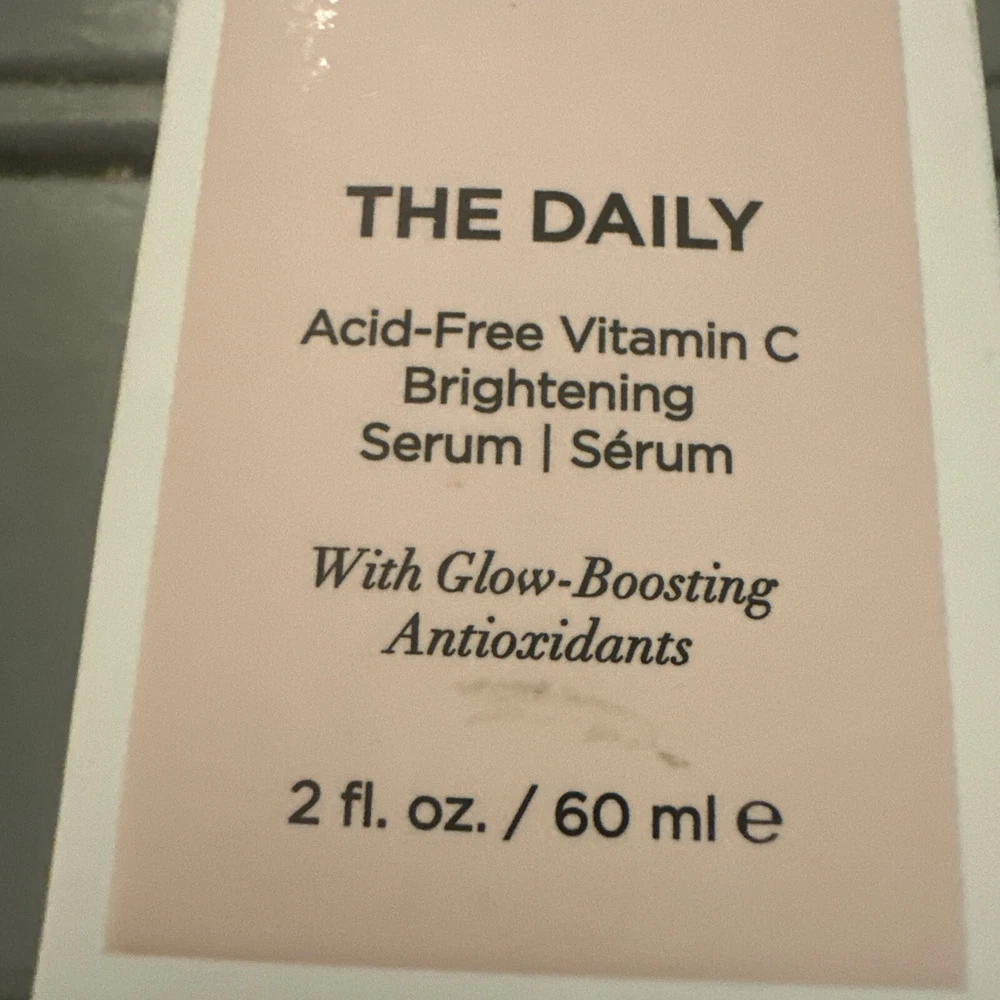 THE DAILY
Acid-Free Vitamin C
Brightening
Serum | Sérum
With Glow-Boosting
Antioxidants
2 fl. oz. / 60 ml e